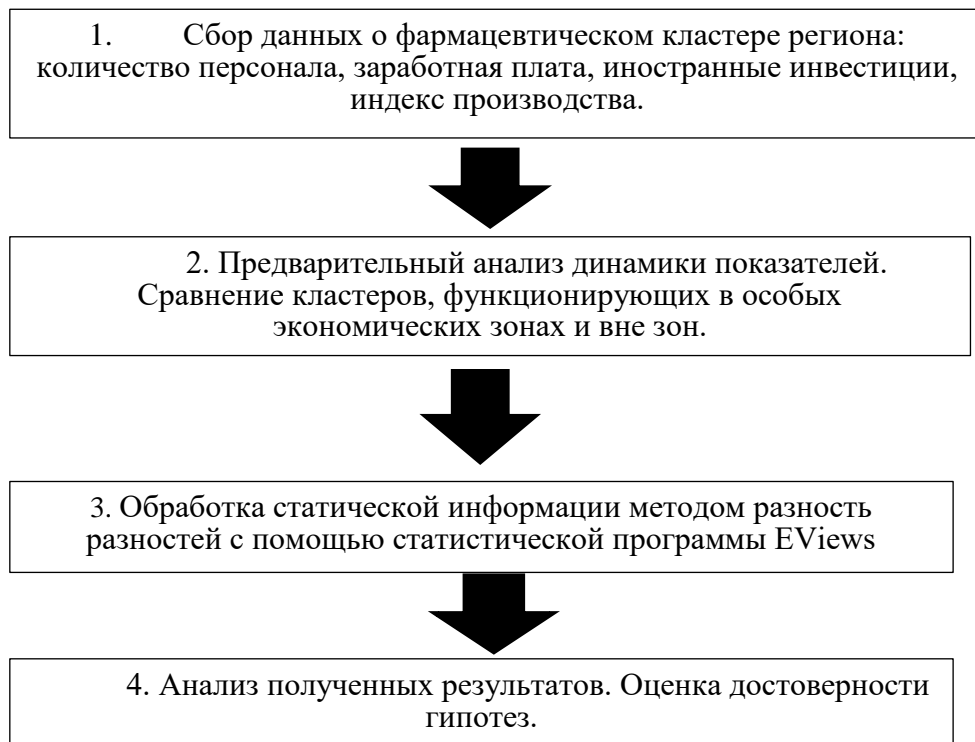 1. Сбор данных о фармацевтическом кластере региона:
количество персонала, заработная плата, иностранные инвестиции,
индекс производства.
2. Предварительный анализ динамики показателей.
Сравнение кластеров, функционирующих в особых
экономических зонах и вне зон.
3. Обработка статической информации методом разность
разностей с помощью статистической программы EViews
4. Анализ полученных результатов. Оценка достоверности
гипотез.